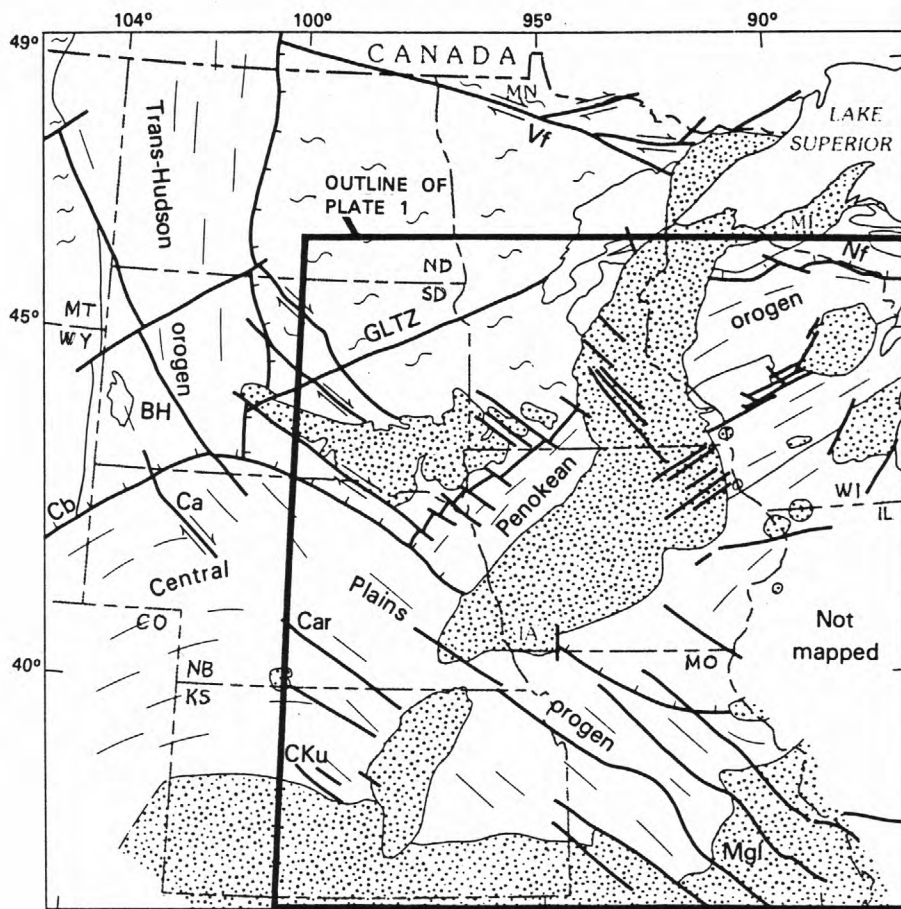 104° 100° 95° 90°
49°
CANADA
MN
LAKE
SUPERIOR
Vf
Trans-Hudson
OUTLINE OF
PLATE 1
MI
Nf
ND
SD
orogen
MT
WY
45°
GLTZ
orogen
BH
Penokean
Cb
Ca
WI
IL
Central
Plains
CO
Car
IA
Not
mapped
MO
40°
NB
KS
orogen
CKu
Mgl